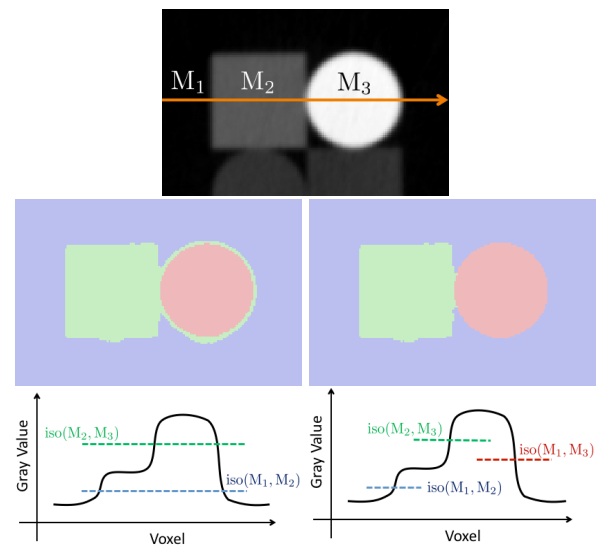 M₁ M₂ M₃
iso(M₂, M₃)
iso(M₁, M₂)
Gray Value
Voxel
iso(M₂, M₃)
iso(M₁, M₃)
iso(M₁, M₂)
Gray Value
Voxel